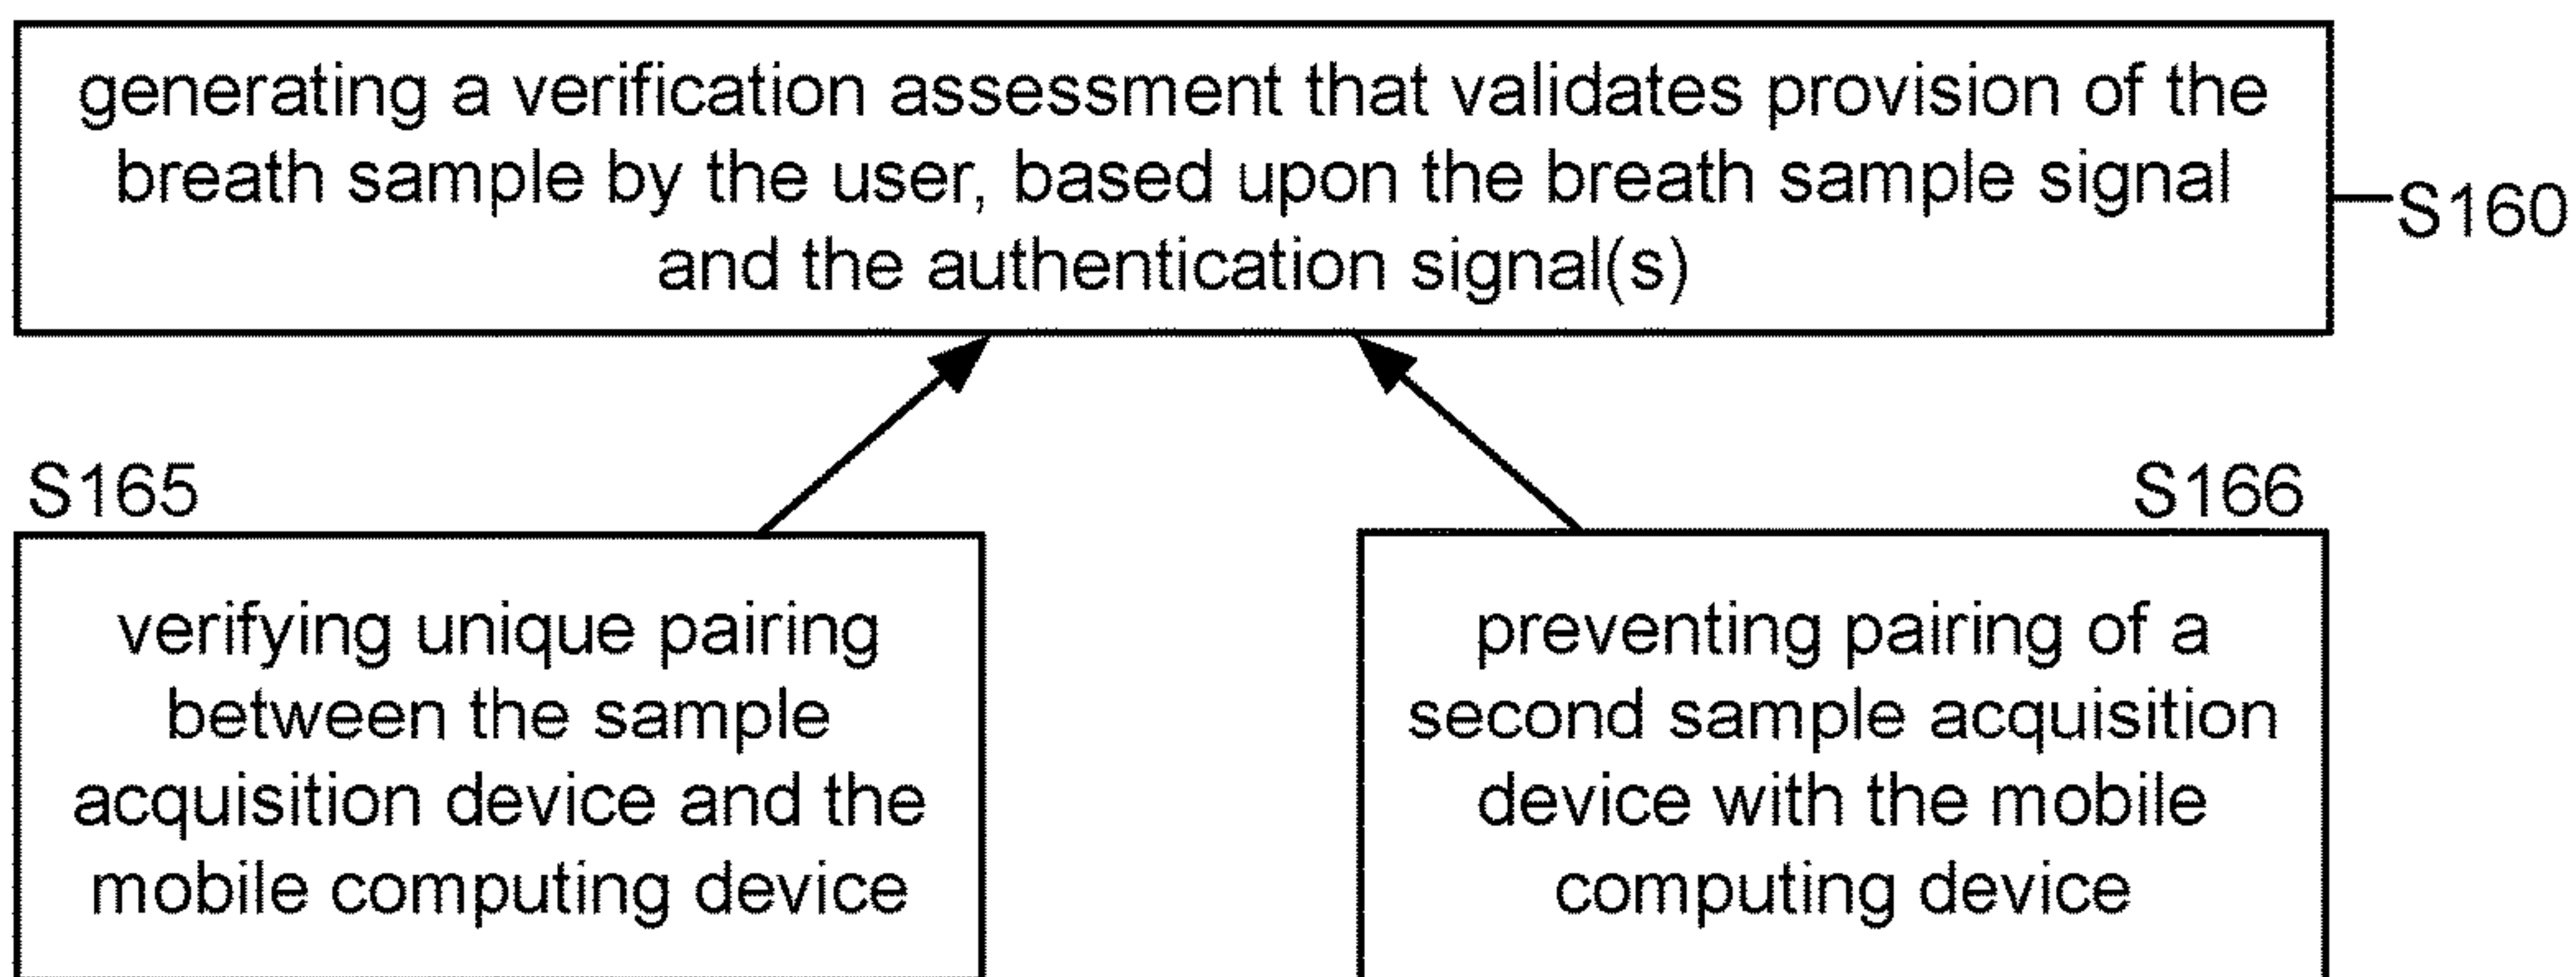 generating a verification assessment that validates provision of the
breath sample by the user, based upon the breath sample signal
and the authentication signal(s)
S160
S165
verifying unique pairing
between the sample
acquisition device and the
mobile computing device
S166
preventing pairing of a
second sample acquisition
device with the mobile
computing device